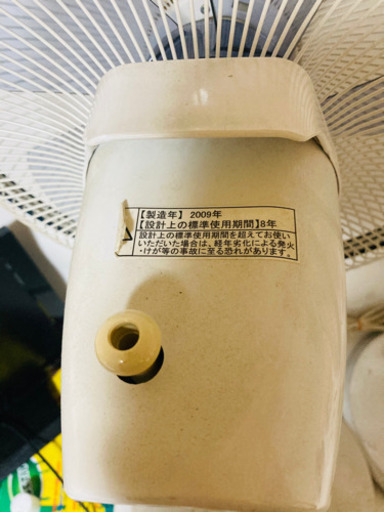 【製造年】 2009年
【設計上の標準使用期間】8年
設計上の標準使用期間を超えてお使い
いただいた場合は、経年劣化による発火
・けが等の事故に至る恐れがあります。